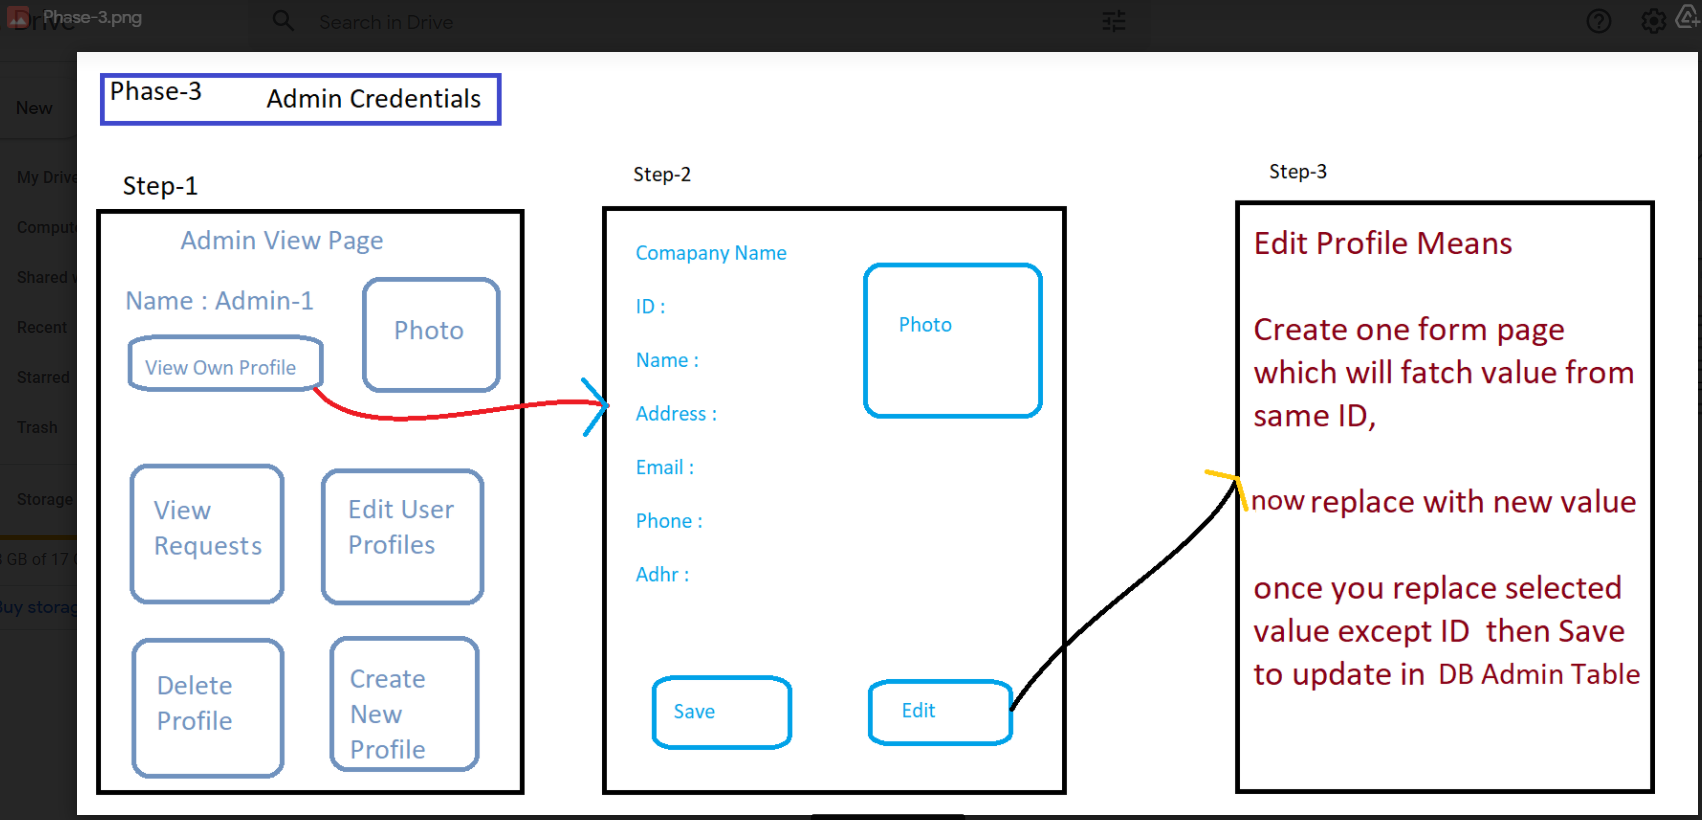 Phase-3.png
Drive
Search in Drive
New
My Drive
Comput
Shared w
Recent
Starred
Trash
Storage
GB of 17
Buy storag
Phase-3
Admin Credentials
Step-1
Admin View Page
Name : Admin-1
Photo
View Own Profile
View
Requests
Edit User
Profiles
Delete
Profile
Create
New
Profile
Step-2
Comapany Name
Photo
ID :
Name :
Address :
Email :
Phone :
Adhr :
Save
Edit
Step-3
Edit Profile Means
Create one form page
which will fatch value from
same ID,
now replace with new value
once you replace selected
value except ID then Save
to update in DB Admin Table